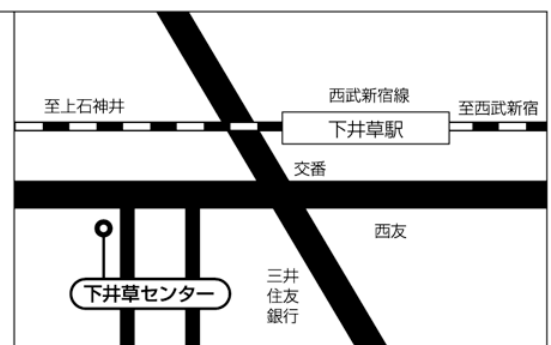 西武新宿線
至上石神井
至西武新宿
下井草駅
交番
西友
三井
住友
銀行
下井草センター